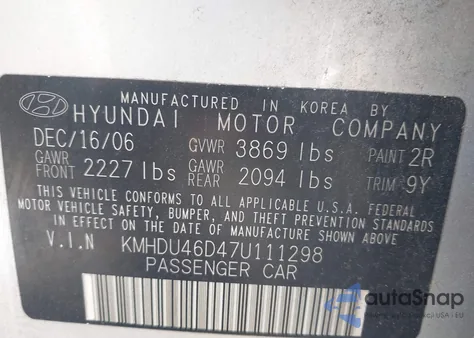 MANUFACTURED IN KOREA BY
HYUNDAI MOTOR COMPANY
DEC/16/06 GVWR 3869 lbs PAINT 2R
GAWR FRONT 2227 lbs GAWR REAR 2094 lbs TRIM 9Y
THIS VEHICLE CONFORMS TO ALL APPLICABLE U.S.A. FEDERAL
MOTOR VEHICLE SAFETY, BUMPER, AND THEFT PREVENTION STANDARDS
IN EFFECT ON THE DATE OF MANUFACTURE SHOWN ABOVE.
V.I.N KMHDU46D47U111298
PASSENGER CAR
autoSnap